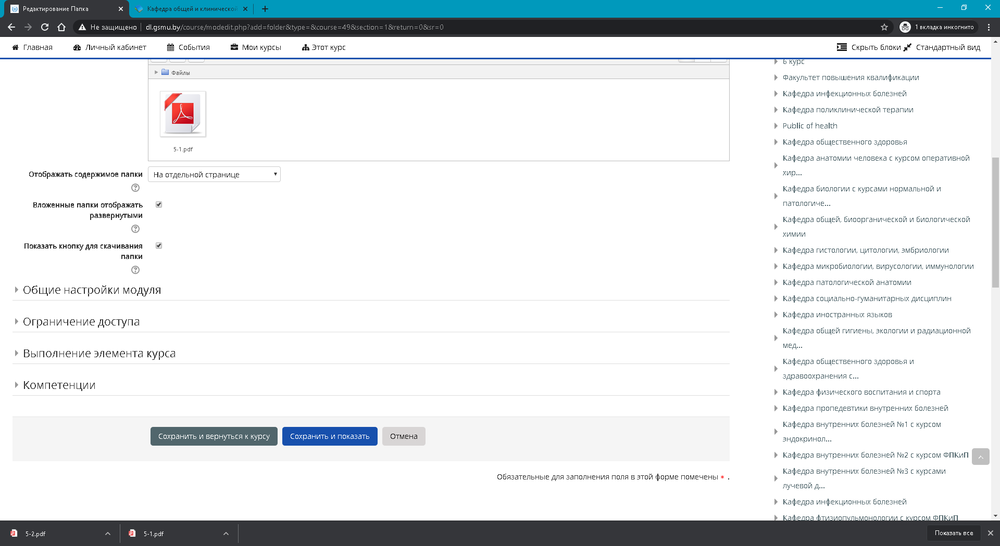 Редактирование Папка
Кафедра общей и клинической
Не защищено
dl.gsmu.by/course/modedit.php?add=folder&type=&course=49&section=1&return=0&sr=0
1 вкладка инкогнито
Главная
Личный кабинет
События
Мои курсы
Этот курс
Скрыть блоки
Стандартный вид
Файлы
5-1.pdf
Отображать содержимое папки
На отдельной странице
Вложенные папки отображать
развернутыми
Показать кнопку для скачивания
папки
Общие настройки модуля
Ограничение доступа
Выполнение элемента курса
Компетенции
Сохранить и вернуться к курсу
Сохранить и показать
Отмена
Обязательные для заполнения поля в этой форме помечены * .
6 курс
Факультет повышения квалификации
Кафедра инфекционных болезней
Кафедра поликлинической терапии
Public of health
Кафедра общественного здоровья
Кафедра анатомии человека с курсом оперативной
хир...
Кафедра биологии с курсами нормальной и
патологиче...
Кафедра общей, биоорганической и биологической
химии
Кафедра гистологии, цитологии, эмбриологии
Кафедра микробиологии, вирусологии, иммунологии
Кафедра патологической анатомии
Кафедра социально-гуманитарных дисциплин
Кафедра иностранных языков
Кафедра общей гигиены, экологии и радиационной
мед...
Кафедра общественного здоровья и
здравоохранения с...
Кафедра физического воспитания и спорта
Кафедра пропедевтики внутренних болезней
Кафедра внутренних болезней №1 с курсом
эндокринол...
Кафедра внутренних болезней №2 с курсом ФПКиП
Кафедра внутренних болезней №3 с курсами
лучевой д...
Кафедра инфекционных болезней
Кафедра фтизиопульмонологии с курсом ФПКиП
5-2.pdf
5-1.pdf
Показать все